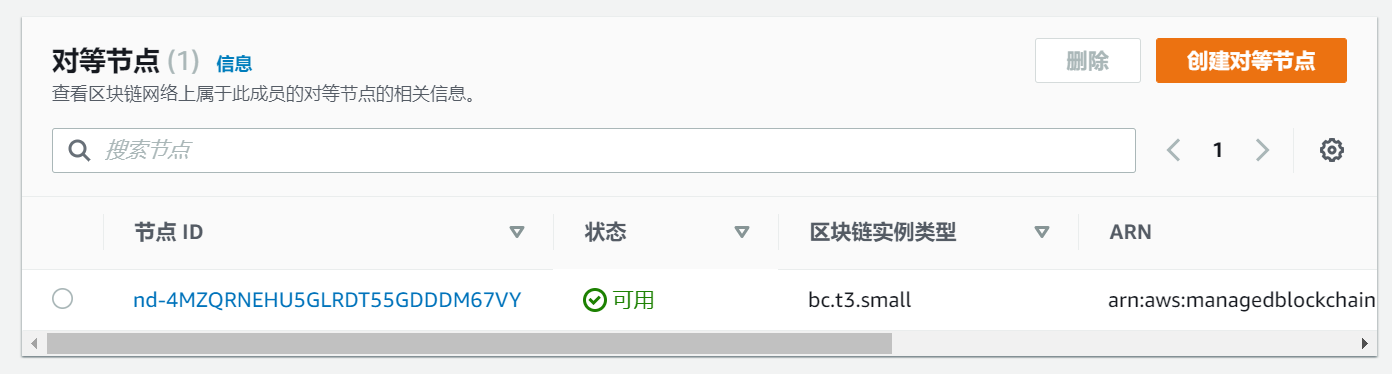 对等节点 (1) 信息
删除
创建对等节点
查看区块链网络上属于此成员的对等节点的相关信息。
搜索节点
1
节点 ID
状态
区块链实例类型
ARN
nd-4MZQRNEHU5GLRDT55GDDDM67VY
可用
bc.t3.small
arn:aws:managedblockchain